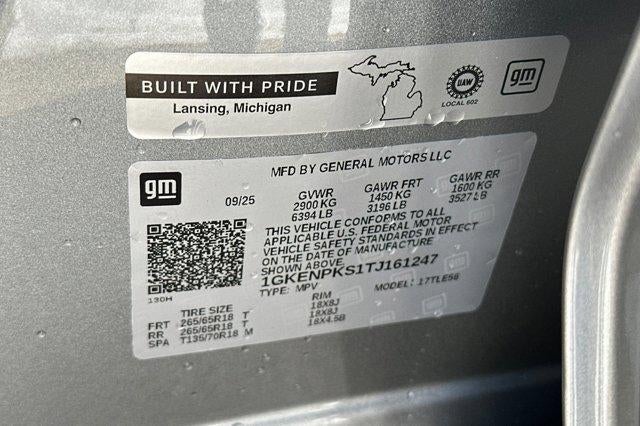 BUILT WITH PRIDE
Lansing, Michigan
UAW
LOCAL 602
gm
gm
MFD BY GENERAL MOTORS LLC
09/25 GVWR GAWR FRT GAWR RR
2900 KG 1450 KG 1600 KG
6394 LB 3196 LB 3527 LB
THIS VEHICLE CONFORMS TO ALL
APPLICABLE U.S. FEDERAL MOTOR
VEHICLE SAFETY STANDARDS IN EFFECT
ON THE DATE OF MANUFACTURE
SHOWN ABOVE.
1GKENPKS1TJ161247
TYPE: MPV MODEL: 17TLE56
130H
TIRE SIZE RIM
FRT 265/65R18 T 18X8J
RR 265/65R18 T 18X8J
SPA T135/70R18 M 18X4.5B